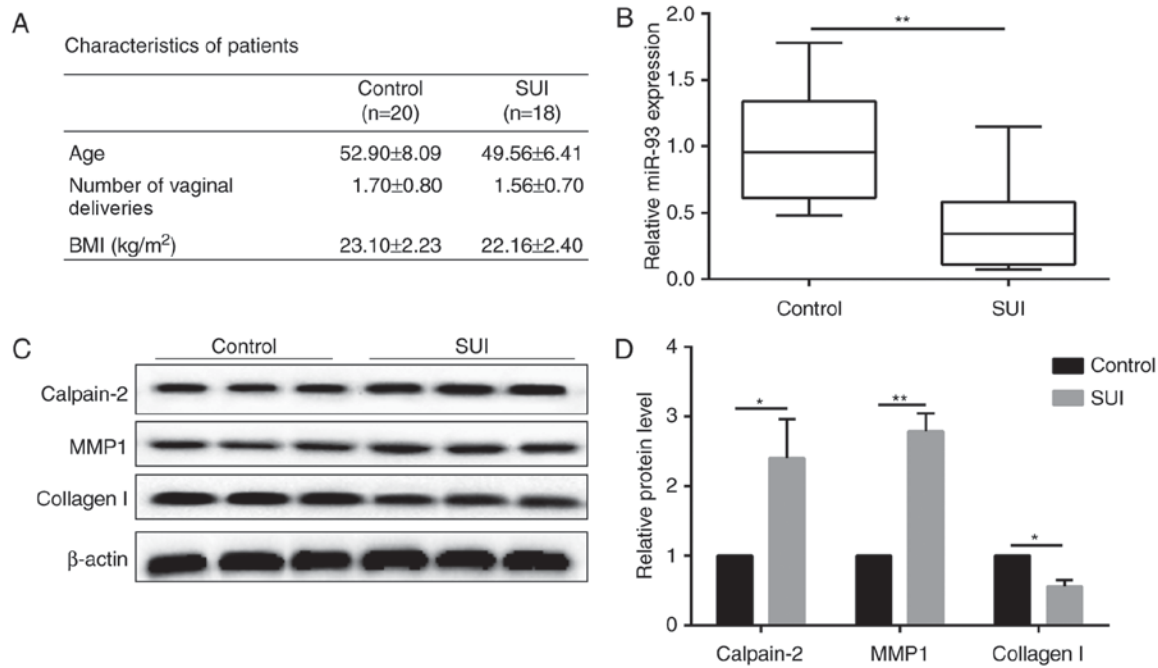 A
Characteristics of patients
Control SUI
(n=20) (n=18)
Age 52.90±8.09 49.56±6.41
Number of vaginal 1.70±0.80 1.56±0.70
deliveries
BMI (kg/m²) 23.10±2.23 22.16±2.40
B
Relative miR-93 expression
2.0
1.5
1.0
0.5
0.0
**
Control SUI
C
Control SUI
Calpain-2
MMP1
Collagen I
β-actin
D
Relative protein level
4
3
2
1
0
* ** *
Control
SUI
Calpain-2 MMP1 Collagen I